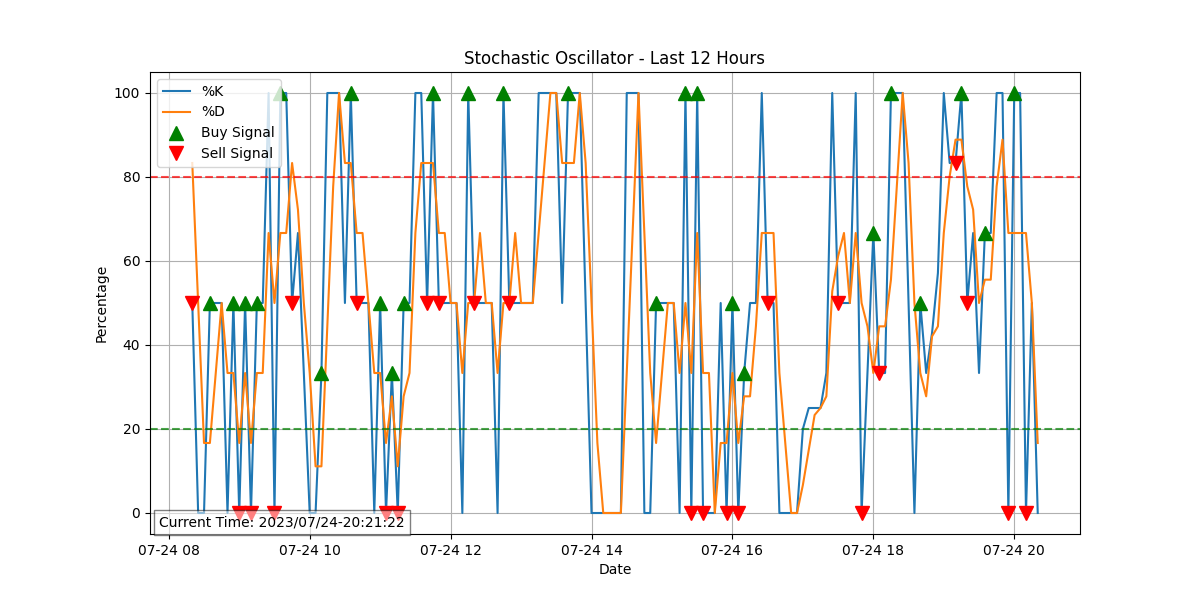 Stochastic Oscillator - Last 12 Hours
%K
%D
Buy Signal
Sell Signal
100
80
60
40
20
0
Percentage
Current Time: 2023/07/24-20:21:22
07-24 08 07-24 10 07-24 12 07-24 14 07-24 16 07-24 18 07-24 20
Date